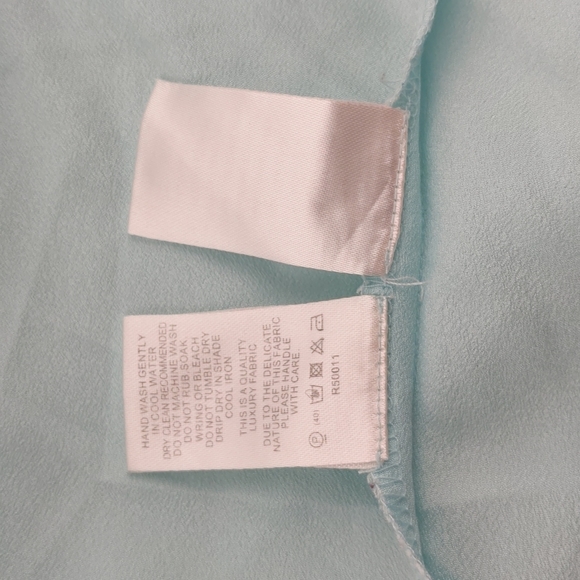 HAND WASH GENTLY
IN COOL WATER
DRY CLEAN RECOMMENDED
DO NOT MACHINE WASH
DO NOT RUB,SOAK
WRING OR BLEACH
DO NOT TUMBLE DRY
DRIP DRY IN SHADE
COOL IRON
THIS IS A QUALITY
LUXURY FABRIC
DUE TO THE DELICATE
NATURE OF THIS FABRIC
PLEASE HANDLE
WITH CARE.
P (40)
R50011